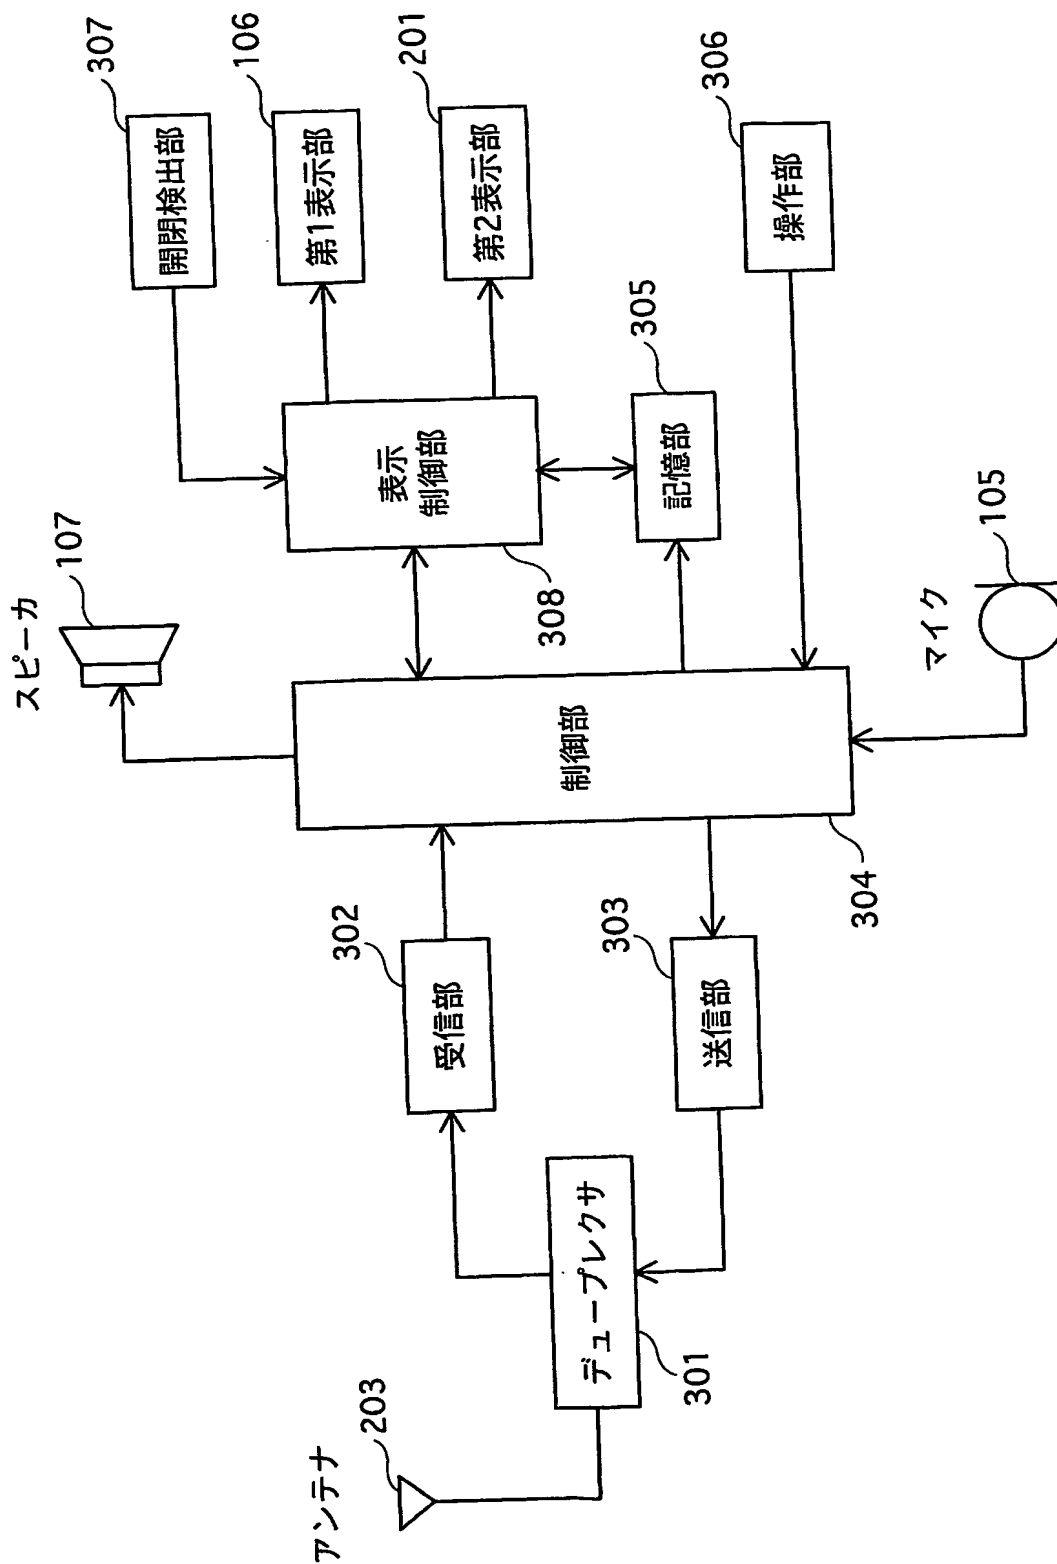 アンテナ
203
デュープレクサ
301
受信部
302
送信部
303
制御部
304
スピーカ
107
マイク
105
表示
制御部
308
記憶部
305
開閉検出部
307
第1表示部
106
第2表示部
201
操作部
306